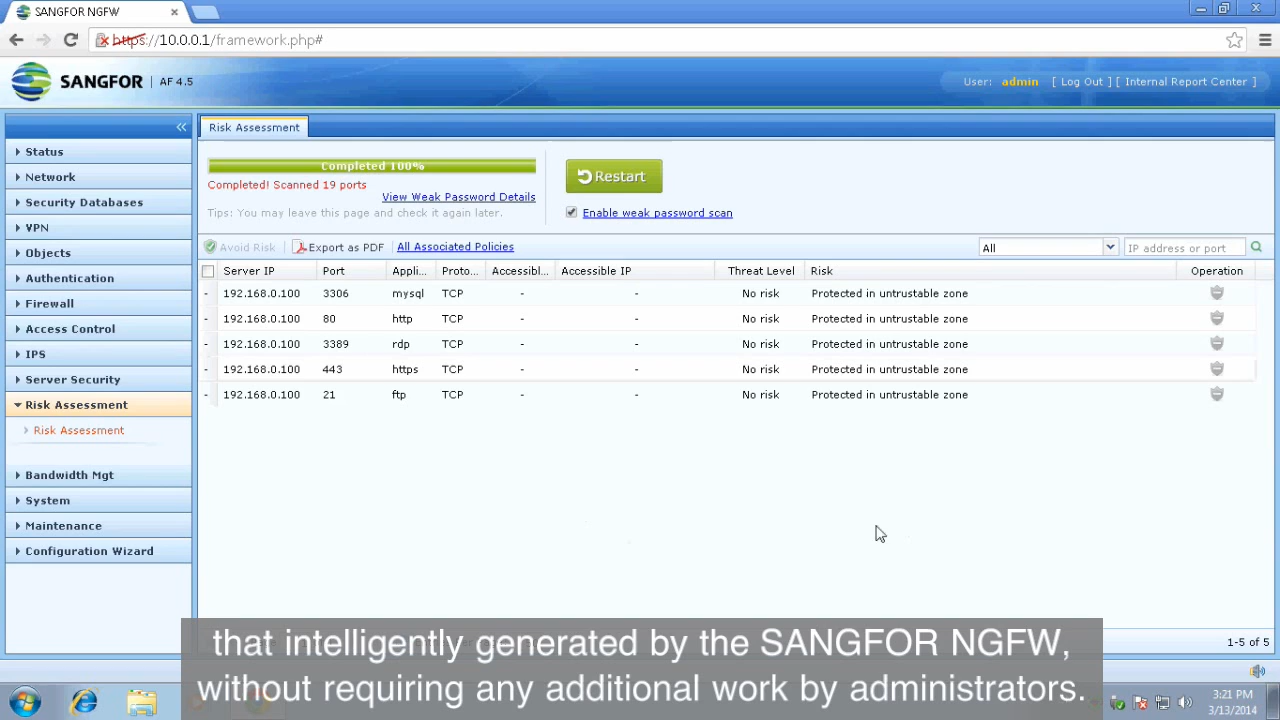 SANGFOR NGFW
https://10.0.0.1/framework.php#
SANGFOR | AF 4.5
User: admin [ Log Out ] [ Internal Report Center ]
Risk Assessment
Status
Network
Security Databases
VPN
Objects
Authentication
Firewall
Access Control
IPS
Server Security
Risk Assessment
Risk Assessment
Bandwidth Mgt
System
Maintenance
Configuration Wizard
Completed 100%
Completed! Scanned 19 ports
View Weak Password Details
Tips: You may leave this page and check it again later.
Restart
Enable weak password scan
Avoid Risk Export as PDF All Associated Policies All IP address or port
Server IP Port Appli... Proto... Accessibl... Accessible IP Threat Level Risk Operation
- 192.168.0.100 3306 mysql TCP - - No risk Protected in untrustable zone
- 192.168.0.100 80 http TCP - - No risk Protected in untrustable zone
- 192.168.0.100 3389 rdp TCP - - No risk Protected in untrustable zone
- 192.168.0.100 443 https TCP - - No risk Protected in untrustable zone
- 192.168.0.100 21 ftp TCP - - No risk Protected in untrustable zone
1-5 of 5
that intelligently generated by the SANGFOR NGFW,
without requiring any additional work by administrators.
3:21 PM
3/13/2014